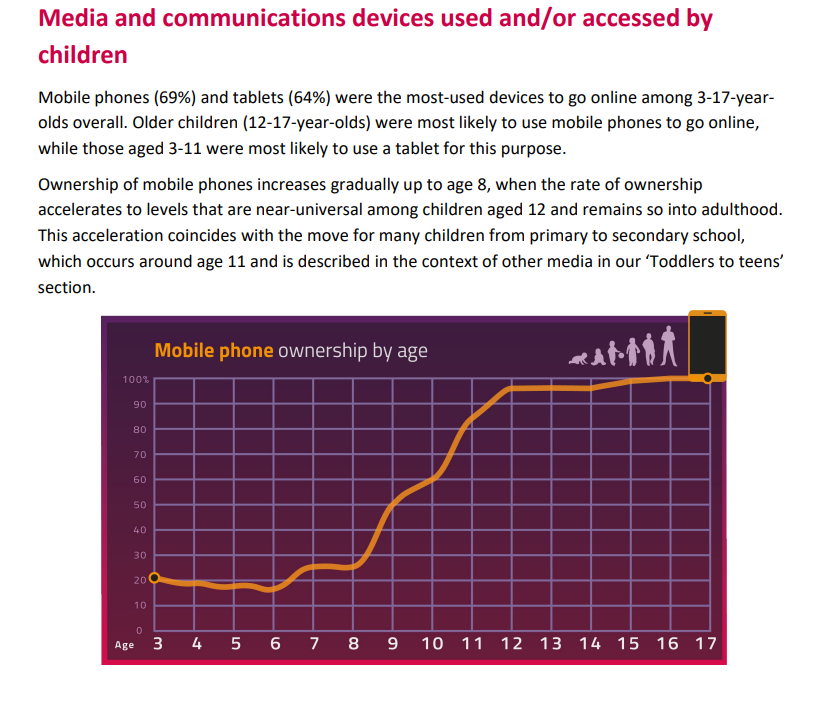 Media and communications devices used and/or accessed by
children
Mobile phones (69%) and tablets (64%) were the most-used devices to go online among 3-17-year-
olds overall. Older children (12-17-year-olds) were most likely to use mobile phones to go online,
while those aged 3-11 were most likely to use a tablet for this purpose.
Ownership of mobile phones increases gradually up to age 8, when the rate of ownership
accelerates to levels that are near-universal among children aged 12 and remains so into adulthood.
This acceleration coincides with the move for many children from primary to secondary school,
which occurs around age 11 and is described in the context of other media in our ‘Toddlers to teens’
section.
Mobile phone ownership by age
100%
90
80
70
60
50
40
30
20
10
0
Age 3 4 5 6 7 8 9 10 11 12 13 14 15 16 17